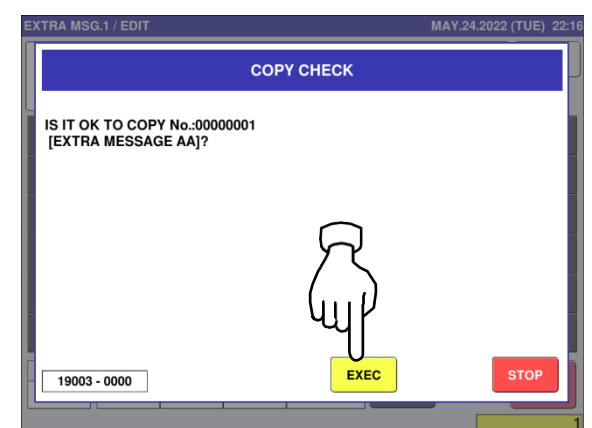 EXTRA MSG.1 / EDIT MAY.24.2022 (TUE) 22:16
COPY CHECK
IS IT OK TO COPY No.:00000001
[EXTRA MESSAGE AA]?
19003 - 0000
EXEC
STOP
1